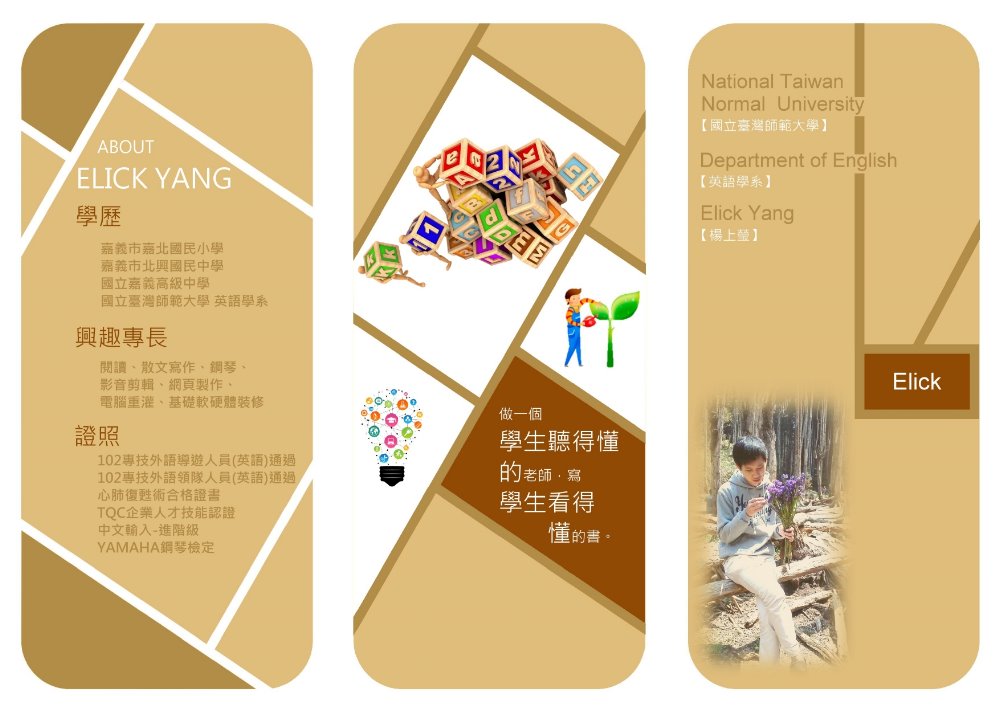 ABOUT
ELICK YANG
學歷
嘉義市嘉北國民小學
嘉義市北興國民中學
國立嘉義高級中學
國立臺灣師範大學 英語學系
興趣專長
閱讀、散文寫作、鋼琴、
影音剪輯、網頁製作、
電腦重灌、基礎軟硬體裝修
證照
102專技外語導遊人員(英語)通過
102專技外語領隊人員(英語)通過
心肺復甦術合格證書
TQC企業人才技能認證
中文輸入-進階級
YAMAHA鋼琴檢定
做一個
學生聽得懂
的老師，寫
學生看得
懂的書。
National Taiwan
Normal University
【國立臺灣師範大學】
Department of English
【英語學系】
Elick Yang
【楊上瑩】
Elick